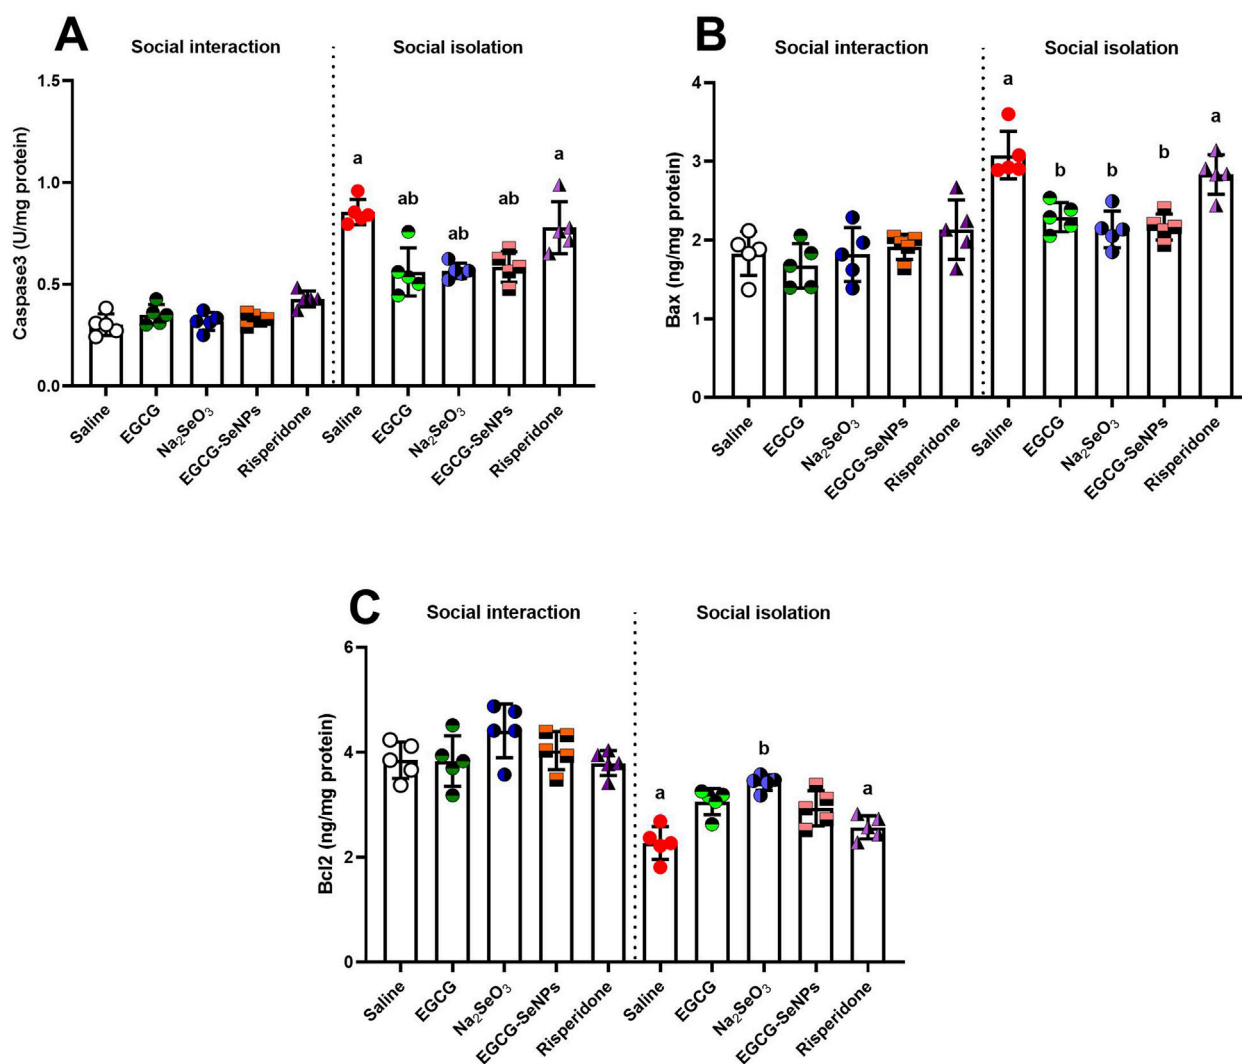 A
Social interaction
Social isolation
Caspase3 (U/mg protein)
1.5
1.0
0.5
0.0
a
ab
ab
ab
a
Saline
EGCG
Na₂SeO₃
EGCG-SeNPs
Risperidone
Saline
EGCG
Na₂SeO₃
EGCG-SeNPs
Risperidone
B
Social interaction
Social isolation
Bax (ng/mg protein)
4
3
2
1
0
a
b
b
b
a
Saline
EGCG
Na₂SeO₃
EGCG-SeNPs
Risperidone
Saline
EGCG
Na₂SeO₃
EGCG-SeNPs
Risperidone
C
Social interaction
Social isolation
Bcl2 (ng/mg protein)
6
4
2
0
a
b
a
Saline
EGCG
Na₂SeO₃
EGCG-SeNPs
Risperidone
Saline
EGCG
Na₂SeO₃
EGCG-SeNPs
Risperidone